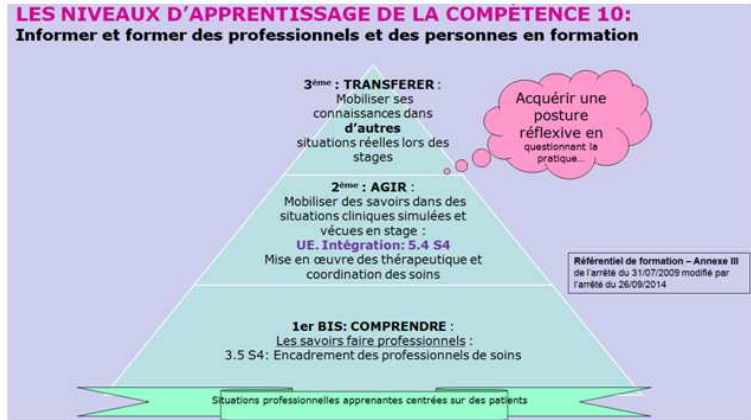 LES NIVEAUX D'APPRENTISSAGE DE LA COMPÉTENCE 10:
Informer et former des professionnels et des personnes en formation
3ème : TRANSFERER :
Mobiliser ses
connaissances dans
d'autres
situations réelles lors des
stages
Acquérir une
posture
réflexive en
questionnant la
pratique...
2ème : AGIR :
Mobiliser des savoirs dans des
situations cliniques simulées et
vécues en stage :
UE. Intégration: 5.4 S4
Mise en œuvre des thérapeutique et
coordination des soins
Référentiel de formation – Annexe III
de l'arrêté du 31/07/2009 modifié par
l'arrêté du 26/09/2014
1er BIS: COMPRENDRE :
Les savoirs faire professionnels :
3.5 S4: Encadrement des professionnels de soins
Situations professionnelles apprenantes centrées sur des patients